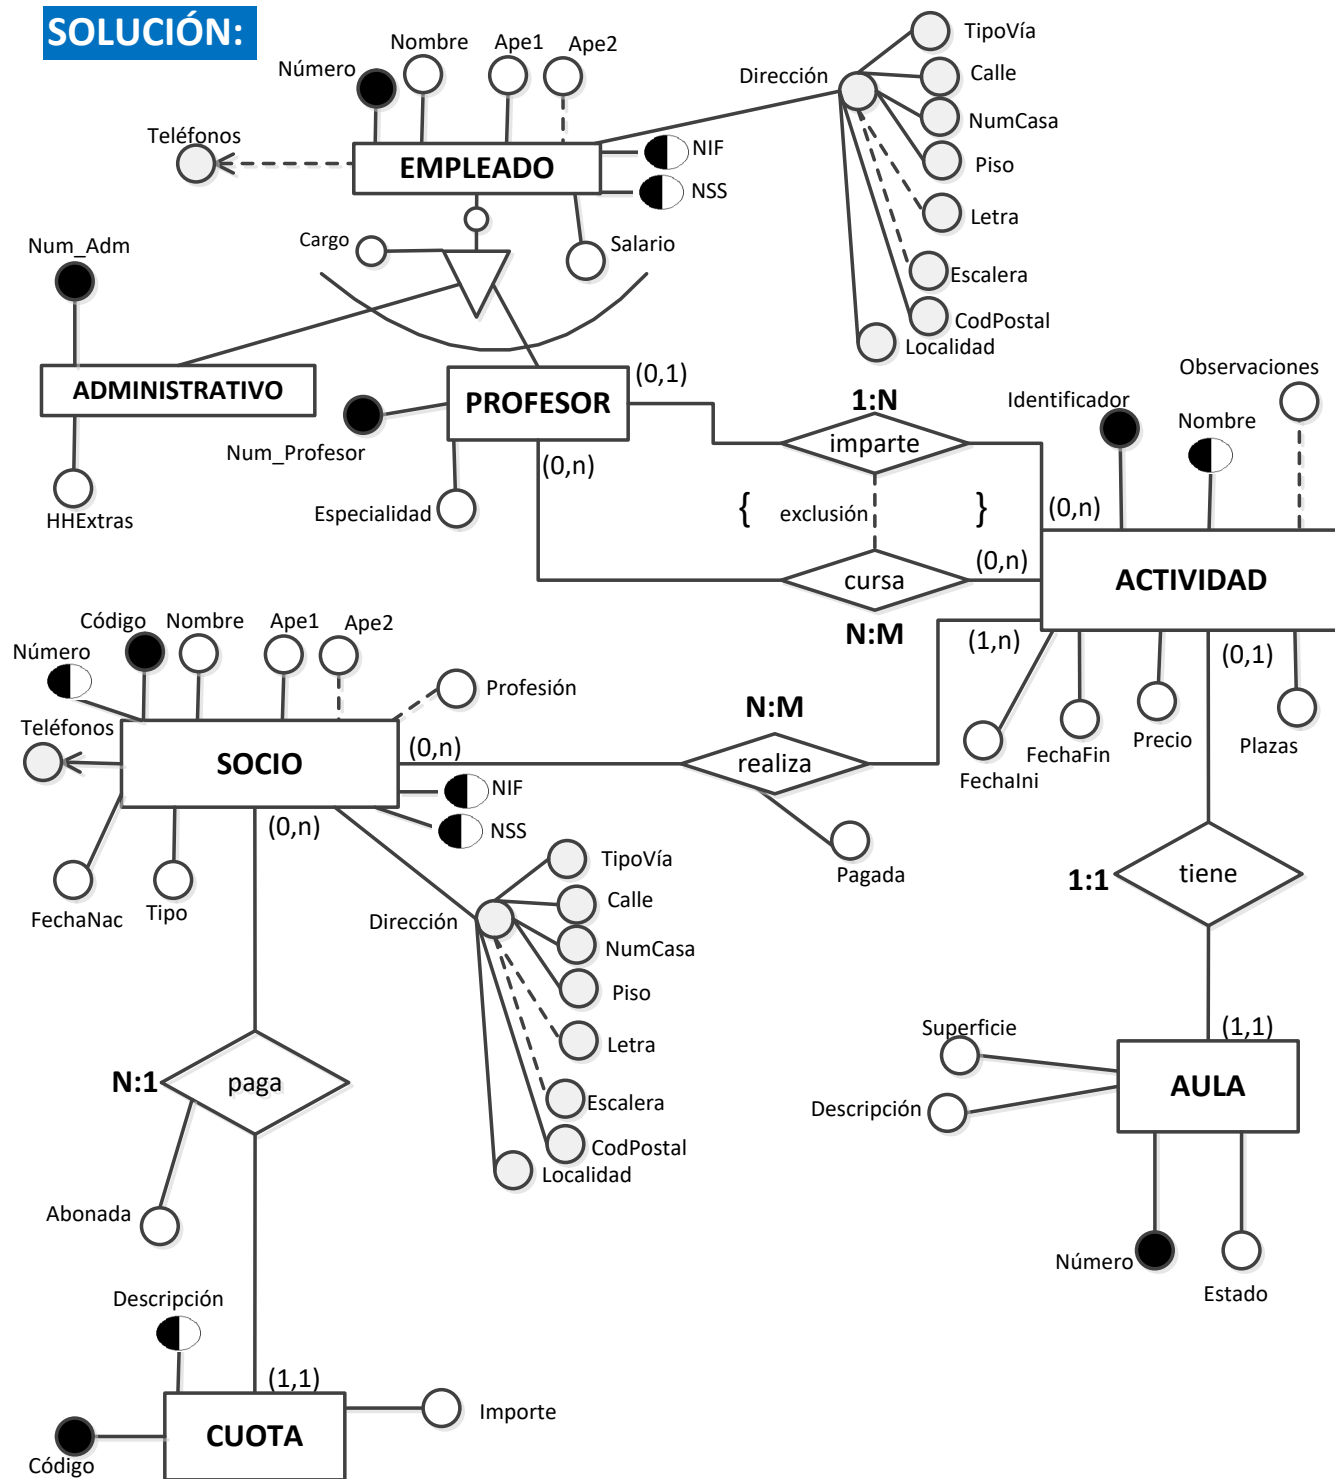 SOLUCIÓN:
Número
Nombre
Ape1
Ape2
Dirección
TipoVía
Calle
NumCasa
Piso
Letra
Escalera
CodPostal
Localidad
Teléfonos
EMPLEADO
NIF
NSS
Cargo
Salario
Num_Adm
ADMINISTRATIVO
HHExtras
PROFESOR
(0,1)
Num_Profesor
(0,n)
Especialidad
1:N
imparte
{ exclusión }
cursa
N:M
(0,n)
(0,n)
Identificador
Nombre
Observaciones
ACTIVIDAD
(1,n)
(0,1)
FechaIni
FechaFin
Precio
Plazas
Código
Nombre
Ape1
Ape2
Número
Profesión
Teléfonos
SOCIO
(0,n)
(0,n)
NIF
NSS
FechaNac
Tipo
N:M
realiza
Pagada
Dirección
TipoVía
Calle
NumCasa
Piso
Letra
Escalera
CodPostal
Localidad
1:1
tiene
(1,1)
Superficie
Descripción
AULA
Número
Estado
N:1
paga
Abonada
Descripción
(1,1)
CUOTA
Importe
Código